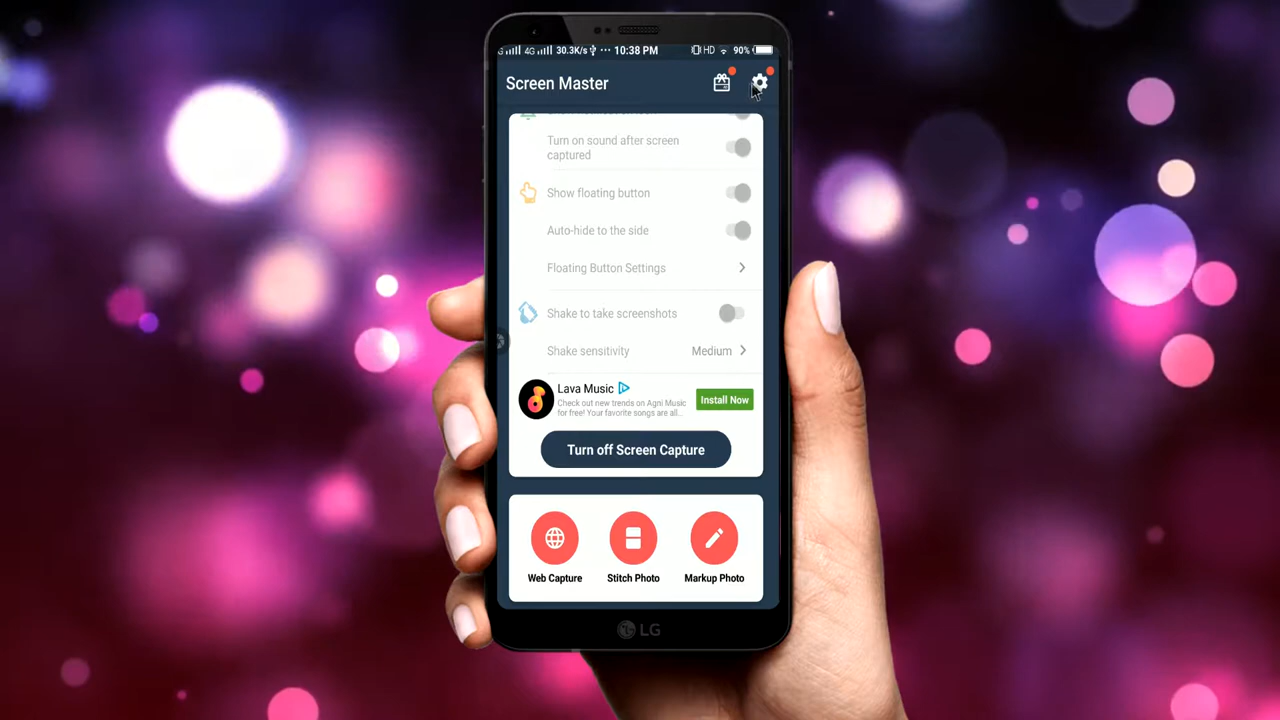 4G 30.3K/s ··· 10:38 PM HD 90%
Screen Master
Turn on sound after screen
captured
Show floating button
Auto-hide to the side
Floating Button Settings
Shake to take screenshots
Shake sensitivity Medium
Lava Music
Check out new trends on Agni Music
for free! Your favorite songs are all...
Install Now
Turn off Screen Capture
Web Capture Stitch Photo Markup Photo
LG